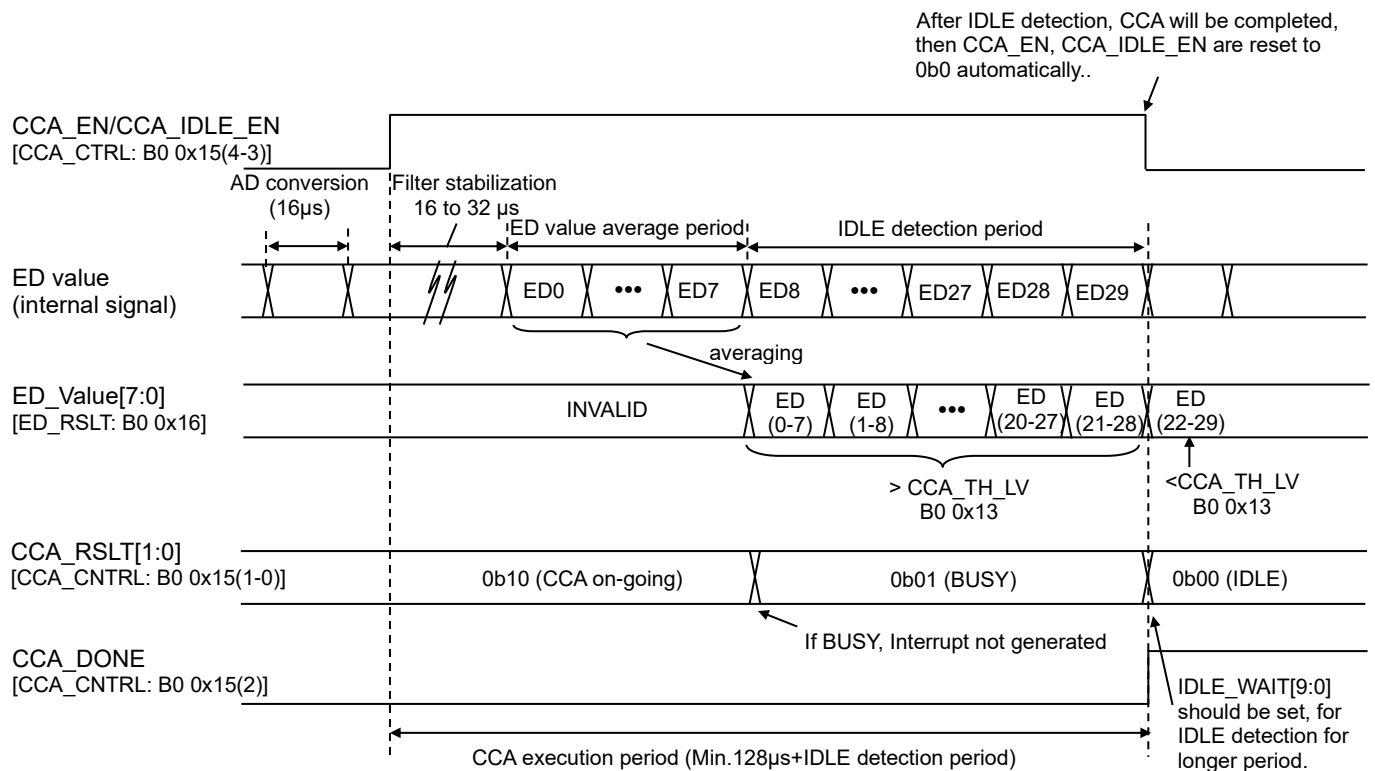 After IDLE detection, CCA will be completed,
then CCA_EN, CCA_IDLE_EN are reset to
0b0 automatically..
CCA_EN/CCA_IDLE_EN
[CCA_CTRL: B0 0x15(4-3)]
AD conversion
(16µs)
Filter stabilization
16 to 32 µs
ED value average period
IDLE detection period
ED value
(internal signal)
ED0
•••
ED7
ED8
•••
ED27
ED28
ED29
averaging
ED_Value[7:0]
[ED_RSLT: B0 0x16]
INVALID
ED
(0-7)
ED
(1-8)
•••
ED
(20-27)
ED
(21-28)
ED
(22-29)
> CCA_TH_LV
B0 0x13
<CCA_TH_LV
B0 0x13
CCA_RSLT[1:0]
[CCA_CNTRL: B0 0x15(1-0)]
0b10 (CCA on-going)
0b01 (BUSY)
0b00 (IDLE)
If BUSY, Interrupt not generated
CCA_DONE
[CCA_CNTRL: B0 0x15(2)]
IDLE_WAIT[9:0]
should be set, for
IDLE detection for
longer period.
CCA execution period (Min.128µs+IDLE detection period)